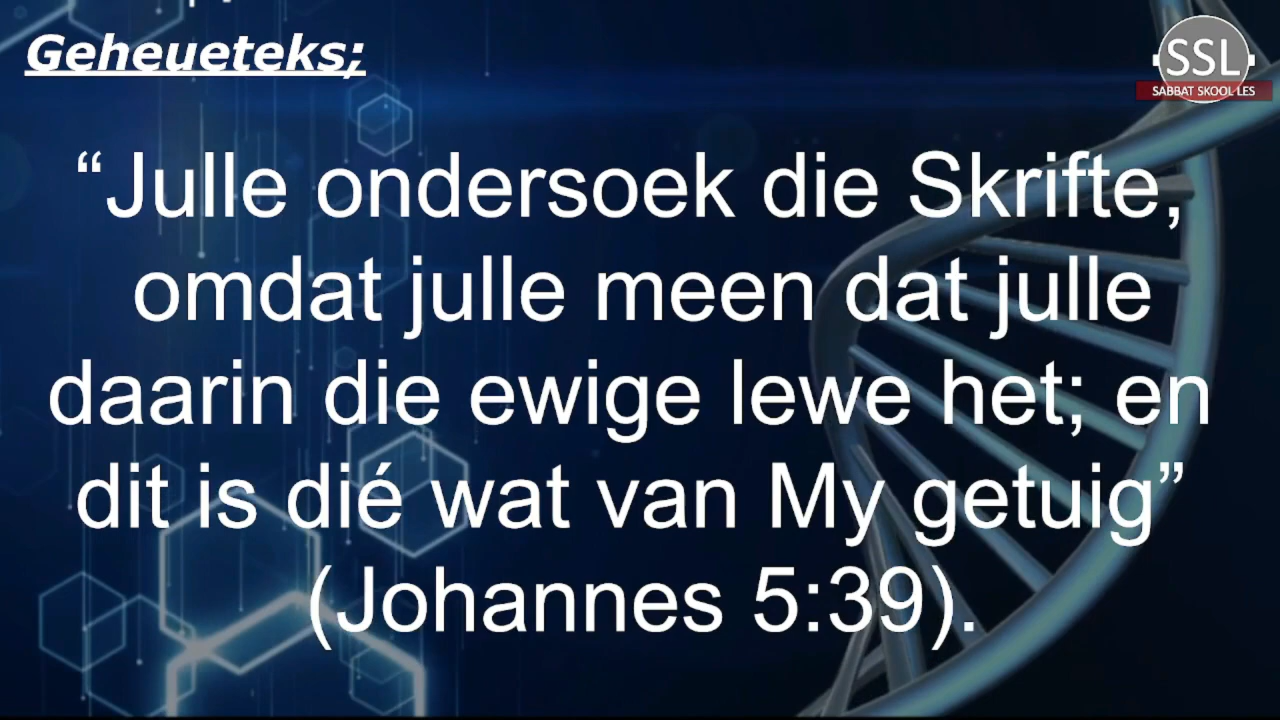 Geheueteks;
SSL
SABBAT SKOOL LES
“Julle ondersoek die Skrifte,
omdat julle meen dat julle
daarin die ewige lewe het; en
dit is dié wat van My getuig”
(Johannes 5:39).